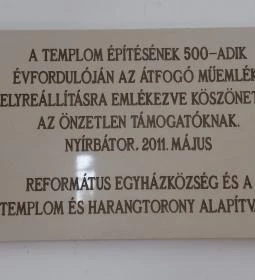 A TEMPLOM ÉPÍTÉSÉNEK 500-ADIK
ÉVFORDULÓJÁN AZ ÁTFOGÓ MŰEMLÉK
ELYREÁLLÍTÁSRA EMLÉKEZVE KÖSZÖNET
AZ ÖNZETLEN TÁMOGATÓKNAK.
NYÍRBÁTOR, 2011. MÁJUS
REFORMÁTUS EGYHÁZKÖZSÉG ÉS A
TEMPLOM ÉS HARANGTORONY ALAPÍTV